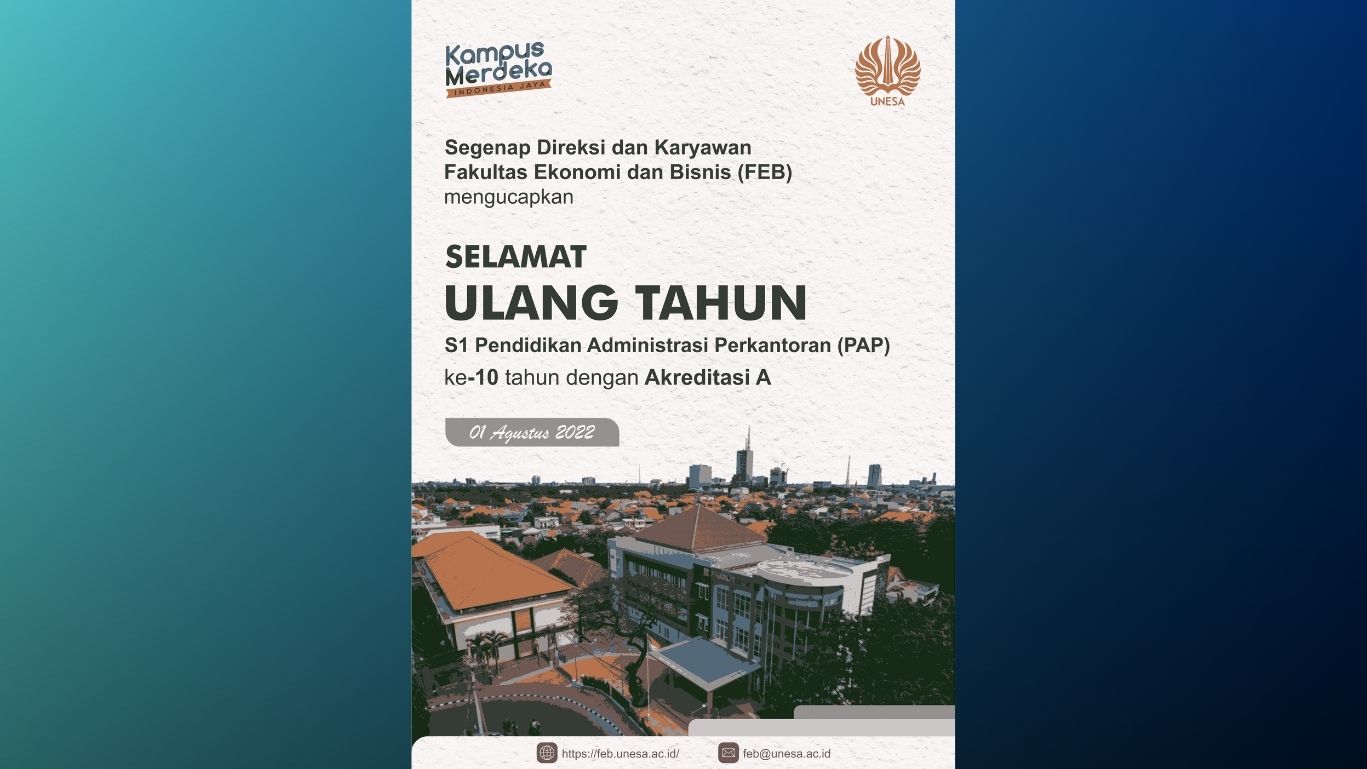 Kampus
Merdeka
INDONESIA JAYA
UNESA
Segenap Direksi dan Karyawan
Fakultas Ekonomi dan Bisnis (FEB)
mengucapkan
SELAMAT
ULANG TAHUN
S1 Pendidikan Administrasi Perkantoran (PAP)
ke-10 tahun dengan Akreditasi A
01 Agustus 2022
https://feb.unesa.ac.id/
feb@unesa.ac.id